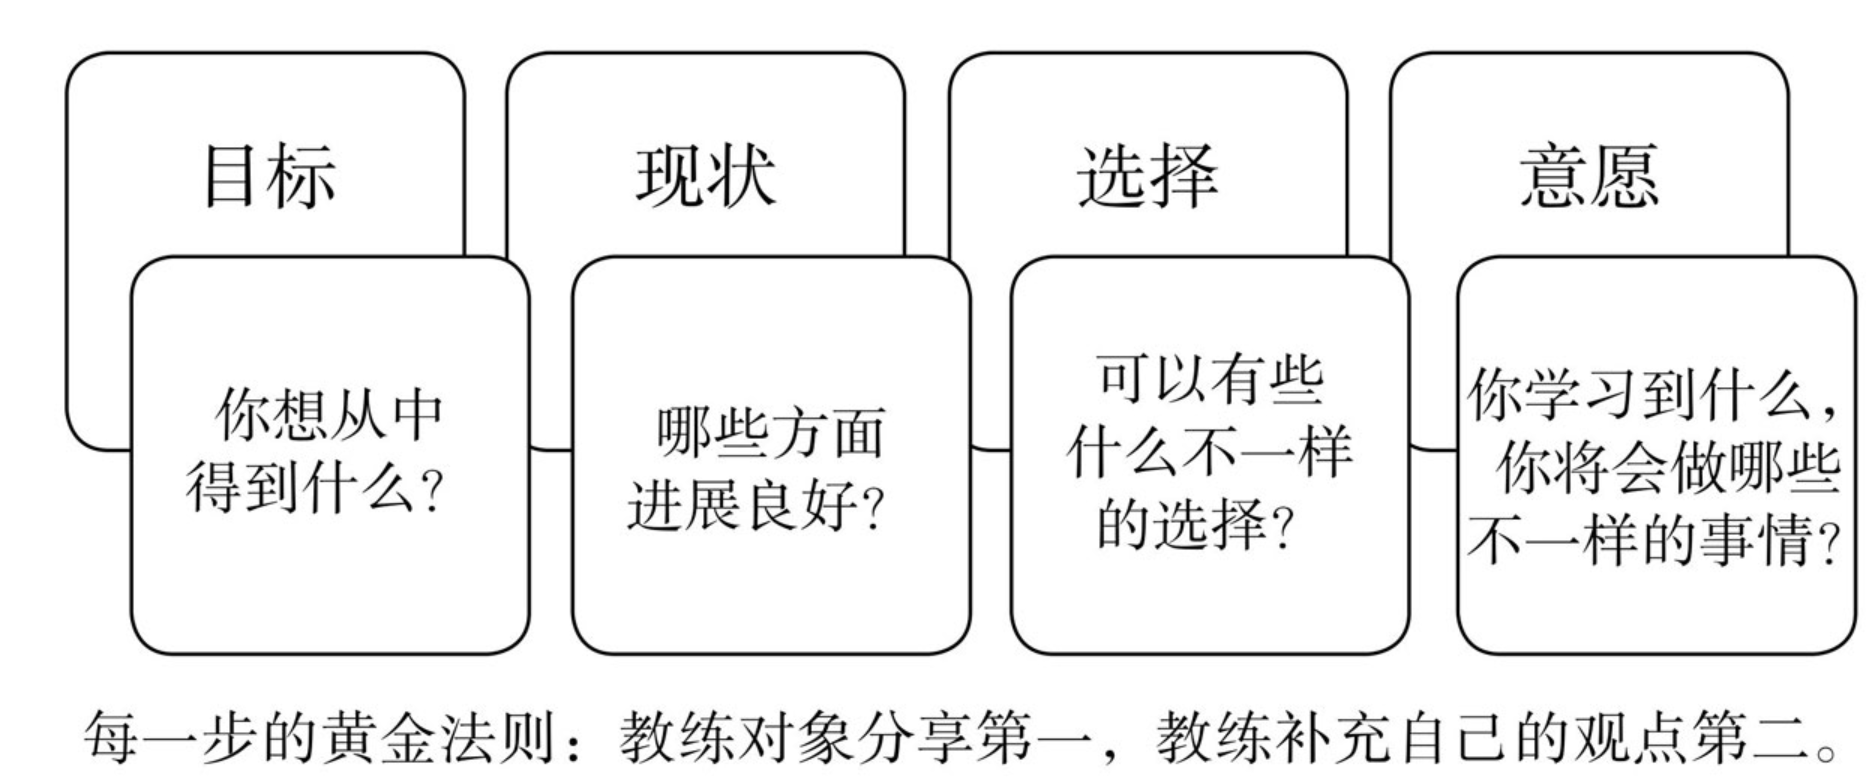 目标
你想从中
得到什么?
现状
哪些方面
进展良好?
选择
可以有些
什么不一样
的选择?
意愿
你学习到什么,
你将会做哪些
不一样的事情?
每一步的黄金法则：教练对象分享第一，教练补充自己的观点第二。